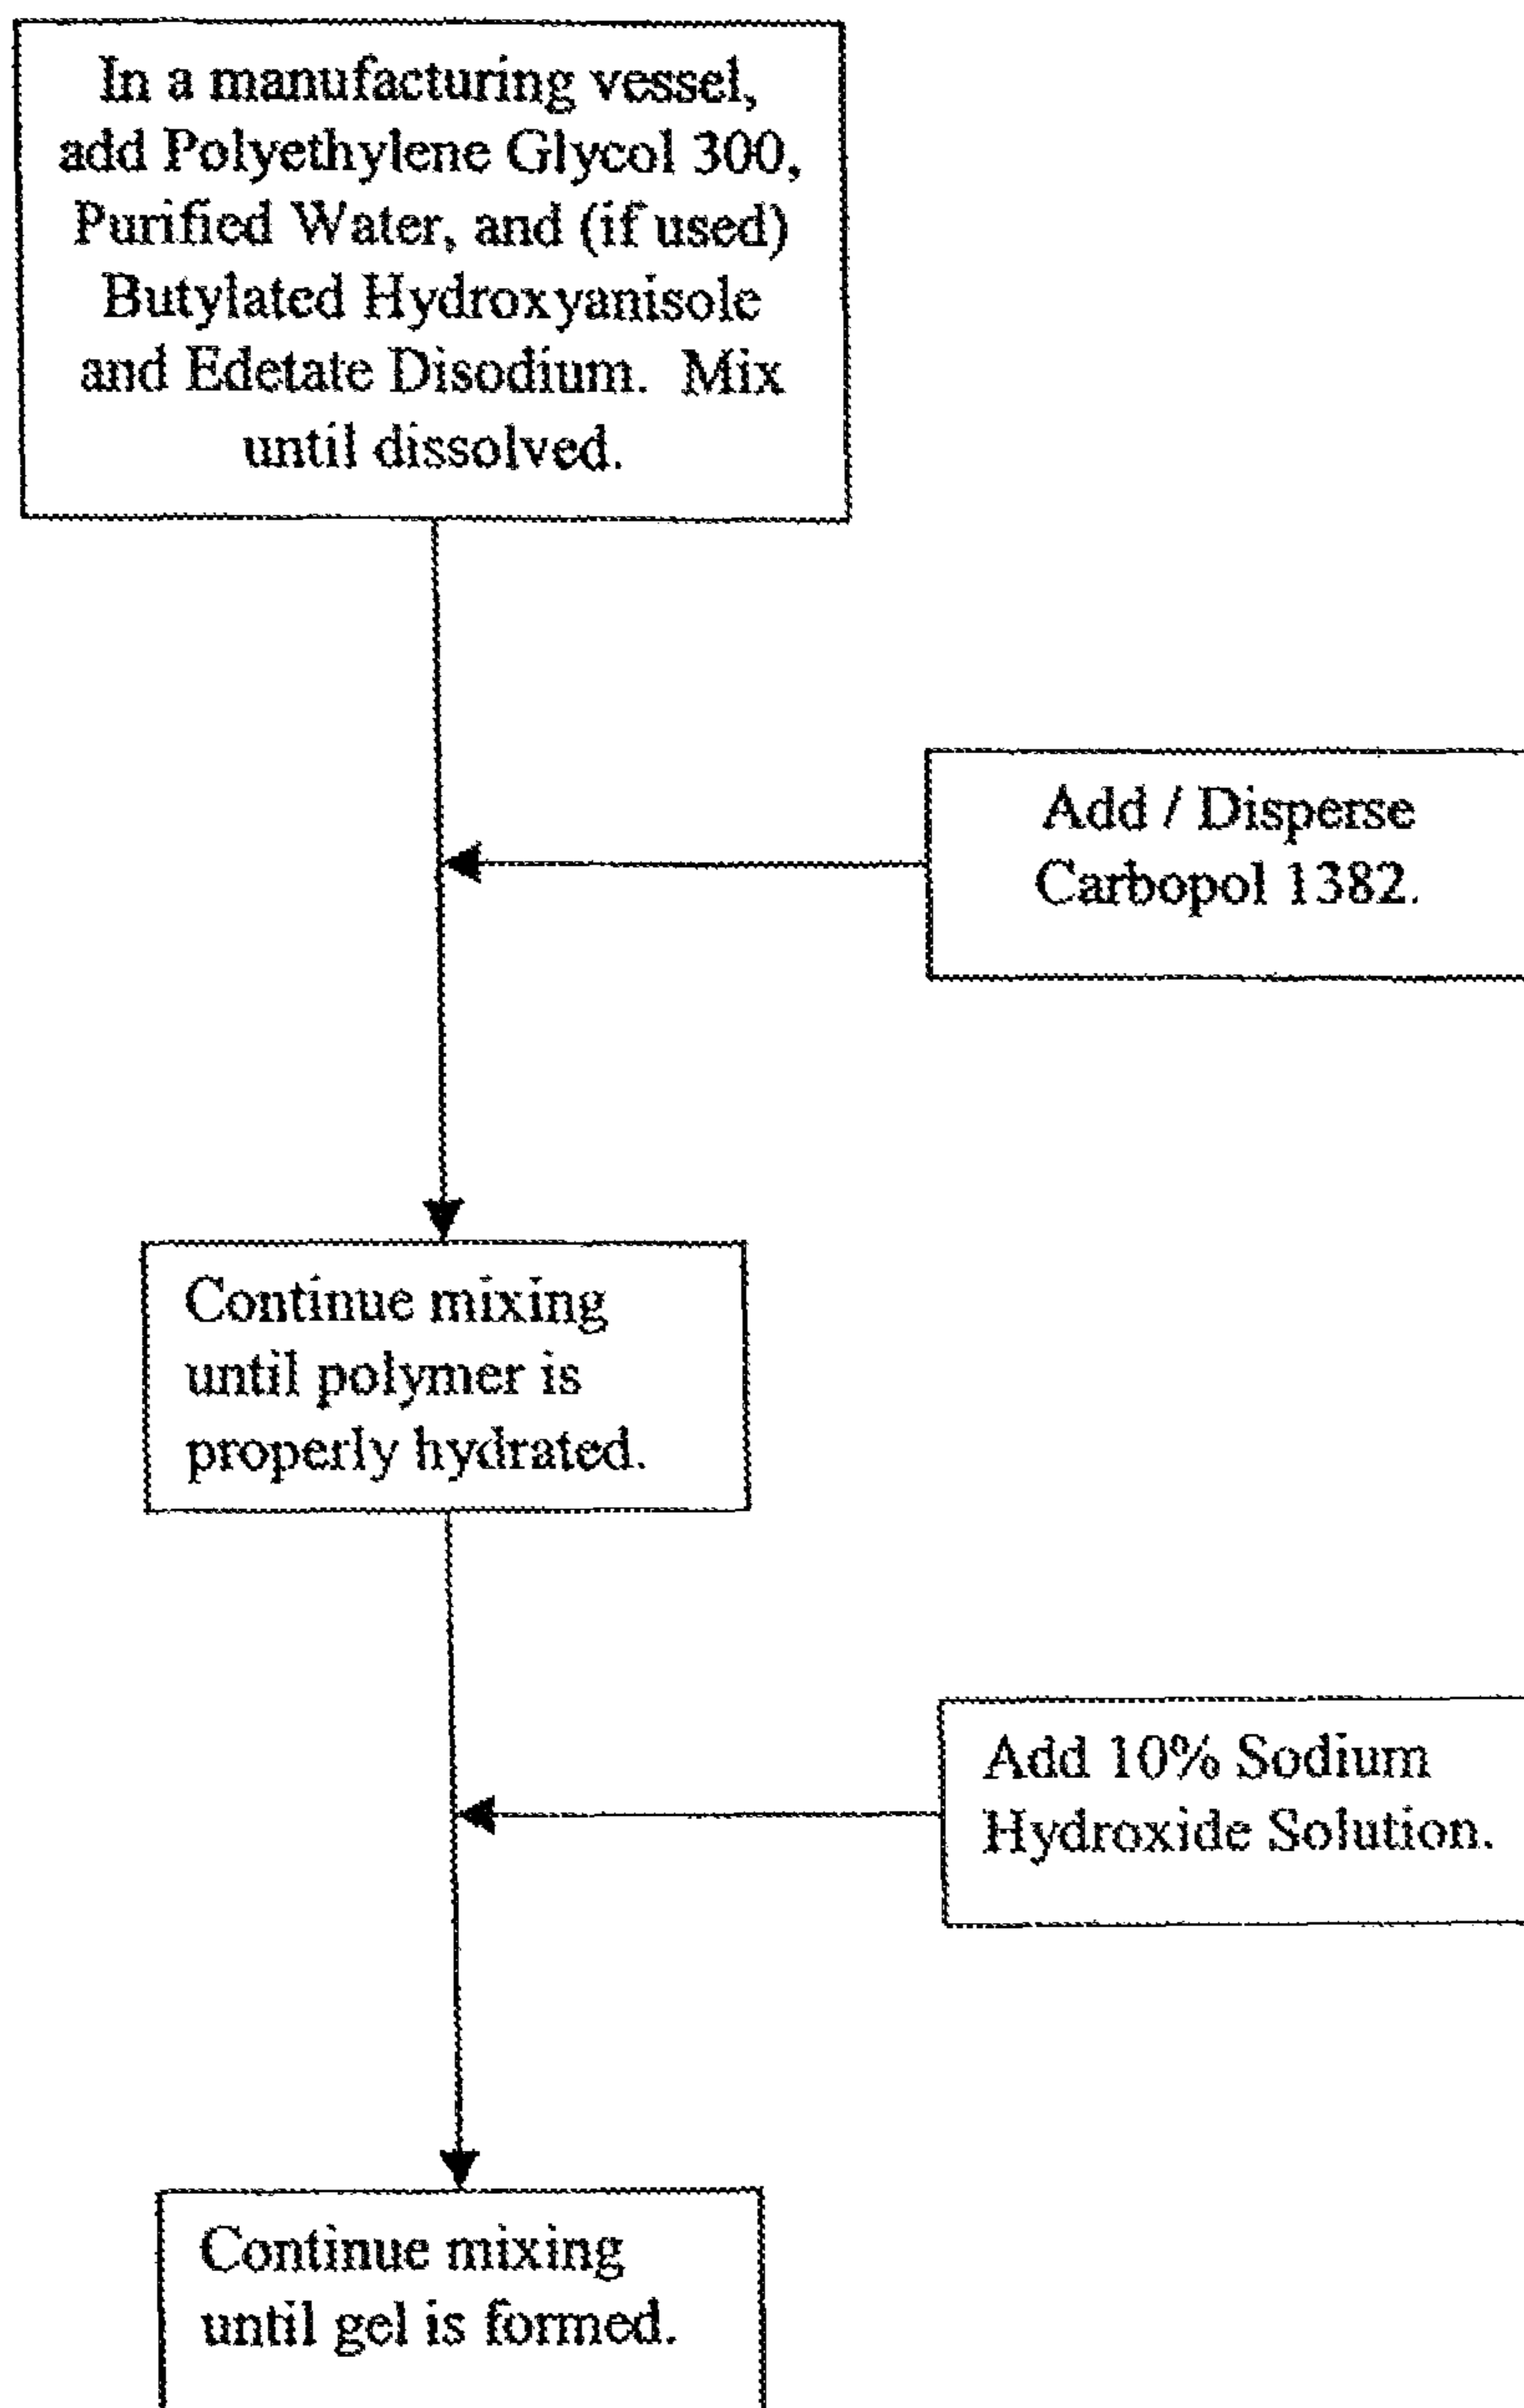 In a manufacturing vessel,
add Polyethylene Glycol 300,
Purified Water, and (if used)
Butylated Hydroxyanisole
and Edetate Disodium. Mix
until dissolved.
Add / Disperse
Carbopol 1382.
Continue mixing
until polymer is
properly hydrated.
Add 10% Sodium
Hydroxide Solution.
Continue mixing
until gel is formed.